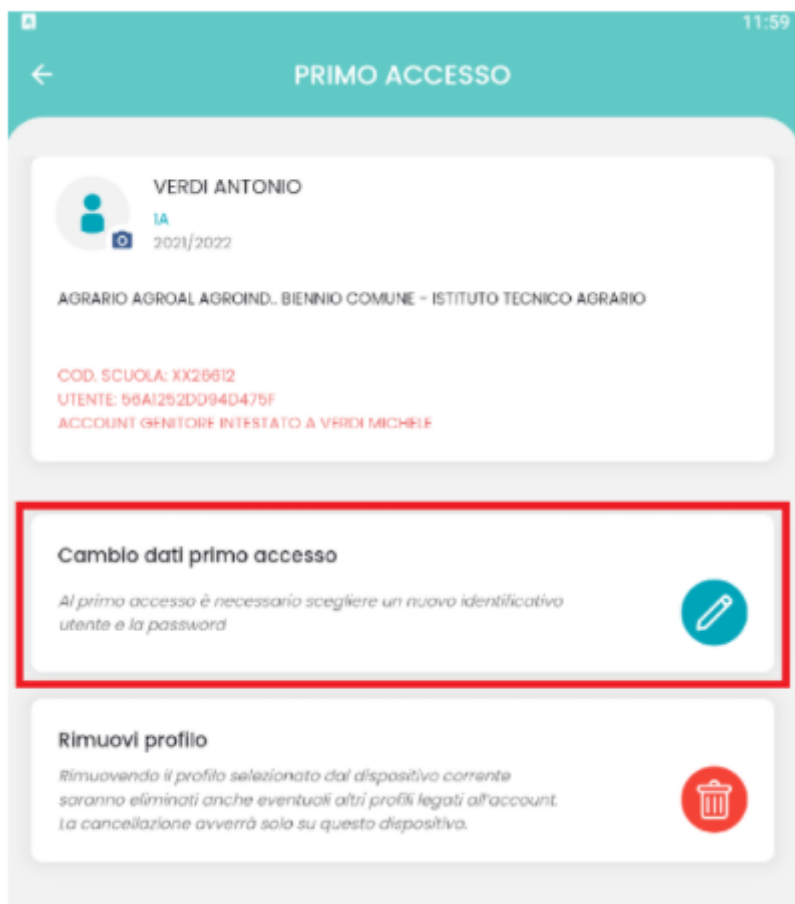 A
11:59
PRIMO ACCESSO
VERDI ANTONIO
1A
2021/2022
AGRARIO AGROAL AGROIND.. BIENNIO COMUNE - ISTITUTO TECNICO AGRARIO
COD. SCUOLA: XX26612
UTENTE: 56A1252DD94D475F
ACCOUNT GENITORE INTESTATO A VERDI MICHELE
Cambio dati primo accesso
Al primo accesso è necessario scegliere un nuovo identificativo
utente e la password
Rimuovi profilo
Rimuovendo il profilo selezionato dal dispositivo corrente
saranno eliminati anche eventuali altri profili legati all'account.
La cancellazione avverrà solo su questo dispositivo.